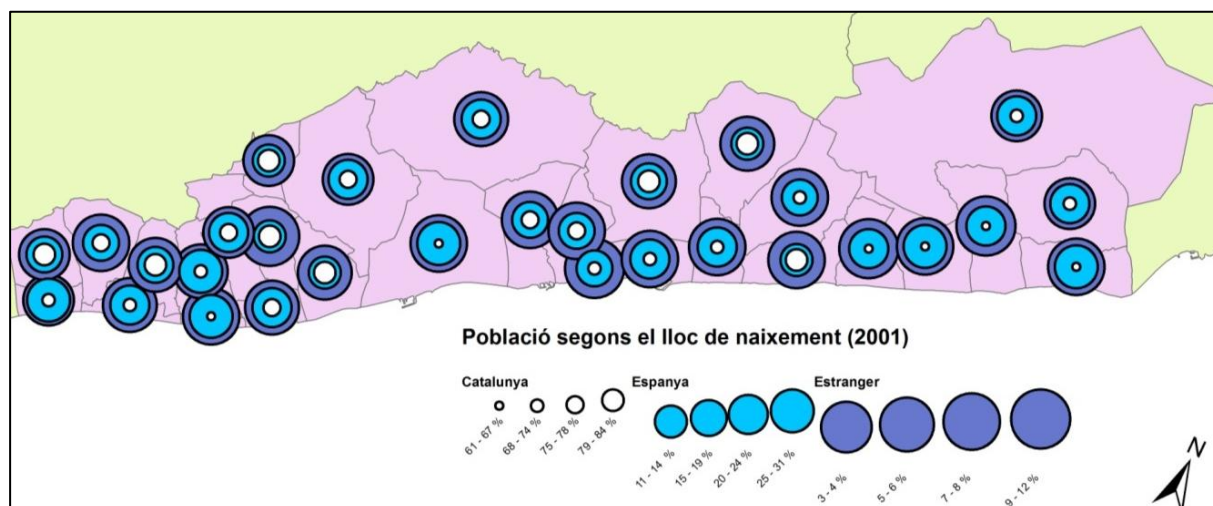 Població segons el lloc de naixement (2001)
Catalunya
61 - 67 %
68 - 74 %
75 - 78 %
79 - 84 %
Espanya
11 - 14 %
15 - 19 %
20 - 24 %
25 - 31 %
Estranger
3 - 4 %
5 - 6 %
7 - 8 %
9 - 12 %
N